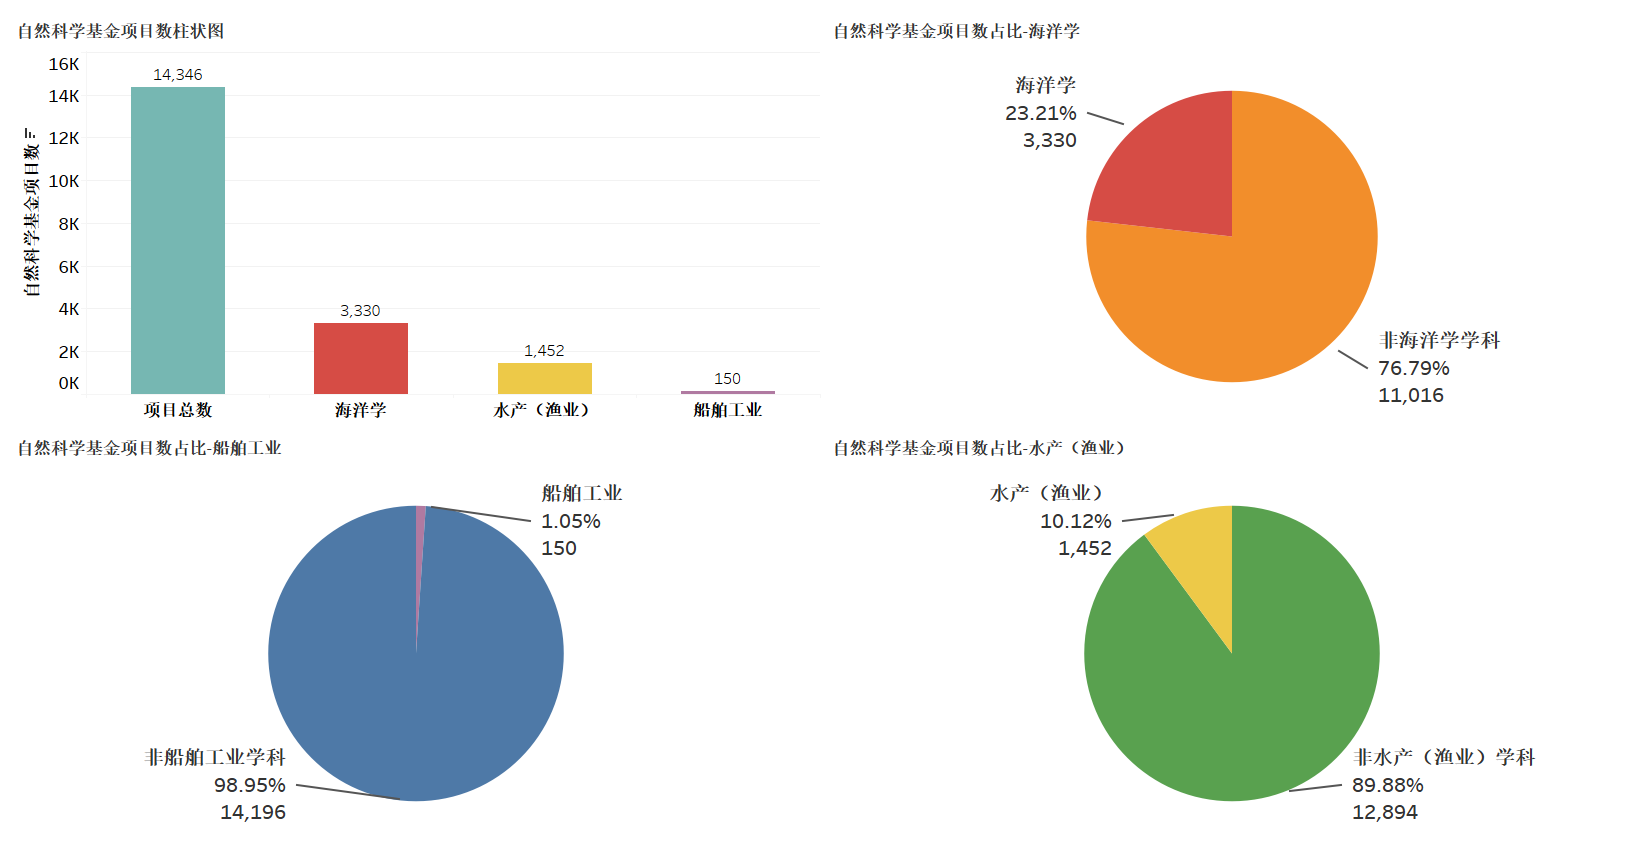 自然科学基金项目数柱状图
16K
14K
12K
10K
8K
6K
4K
2K
0K
自然科学基金项目数
14,346
3,330
1,452
150
项目总数
海洋学
水产（渔业）
船舶工业
自然科学基金项目数占比-海洋学
海洋学
23.21%
3,330
非海洋学学科
76.79%
11,016
自然科学基金项目数占比-船舶工业
船舶工业
1.05%
150
非船舶工业学科
98.95%
14,196
自然科学基金项目数占比-水产（渔业）
水产（渔业）
10.12%
1,452
非水产（渔业）学科
89.88%
12,894